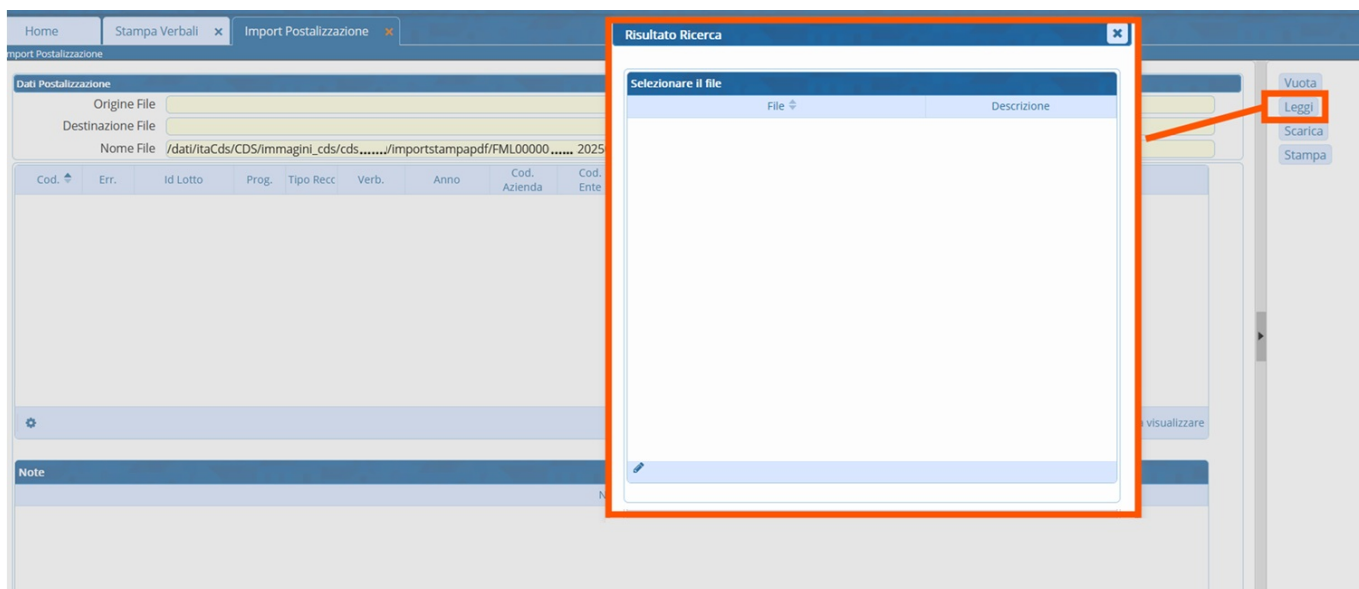 Home
Stampa Verbali
Import Postalizzazione
mport Postalizzazione
Dati Postalizzazione
Origine File
Destinazione File
Nome File /dati/itaCds/CDS/immagini_cds/cds......./importstampapdf/FML00000...... 2025
Cod. Err. Id Lotto Prog. Tipo Recc Verb. Anno Cod. Azienda Cod. Ente
visualizzare
Note
N
Risultato Ricerca
Selezionare il file
File Descrizione
Vuota
Leggi
Scarica
Stampa